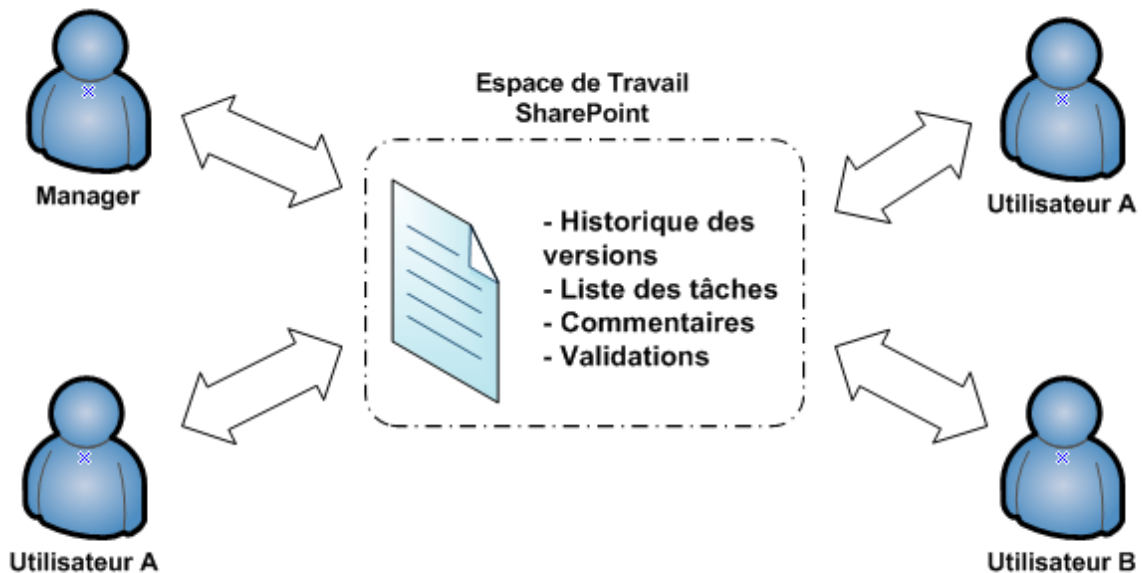 Espace de Travail
SharePoint
Manager
Utilisateur A
- Historique des
versions
- Liste des tâches
- Commentaires
- Validations
Utilisateur A
Utilisateur B